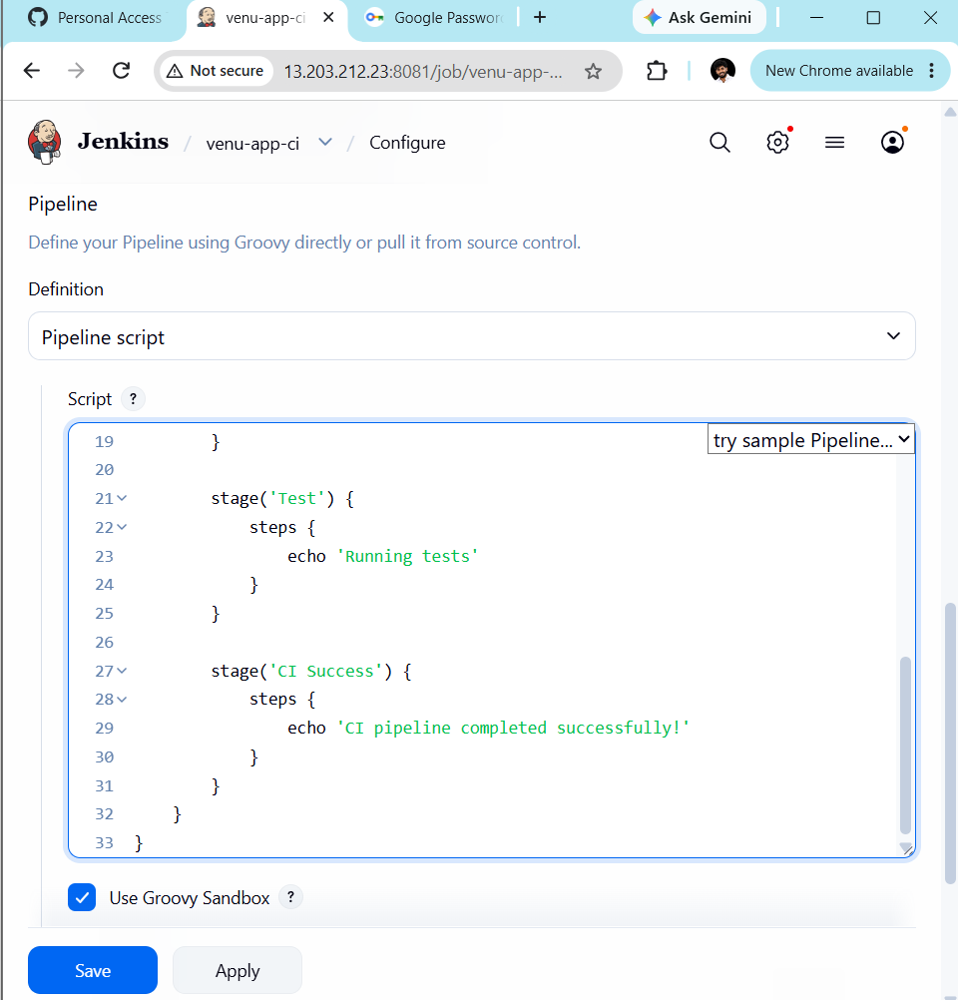 Personal Access
venu-app-ci
Google Passwor
Ask Gemini
Not secure
13.203.212.23:8081/job/venu-app-...
New Chrome available
Jenkins / venu-app-ci / Configure
Pipeline
Define your Pipeline using Groovy directly or pull it from source control.
Definition
Pipeline script
Script ?
try sample Pipeline...
19 }
20
21 stage('Test') {
22 steps {
23 echo 'Running tests'
24 }
25 }
26
27 stage('CI Success') {
28 steps {
29 echo 'CI pipeline completed successfully!'
30 }
31 }
32 }
33 }
Use Groovy Sandbox ?
Save
Apply